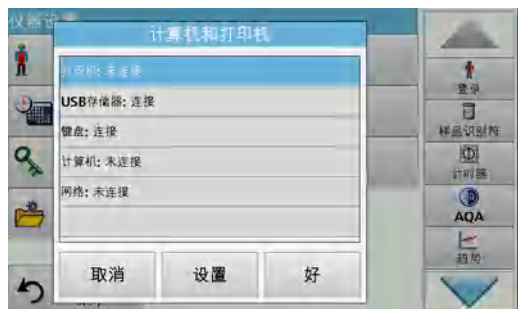 仪器设
计算机和打印机
打印机: 未连接
USB存储器: 连接
键盘: 连接
计算机: 未连接
网络: 未连接
取消
设置
好
登录
样品识别符
计时器
AQA
趋势